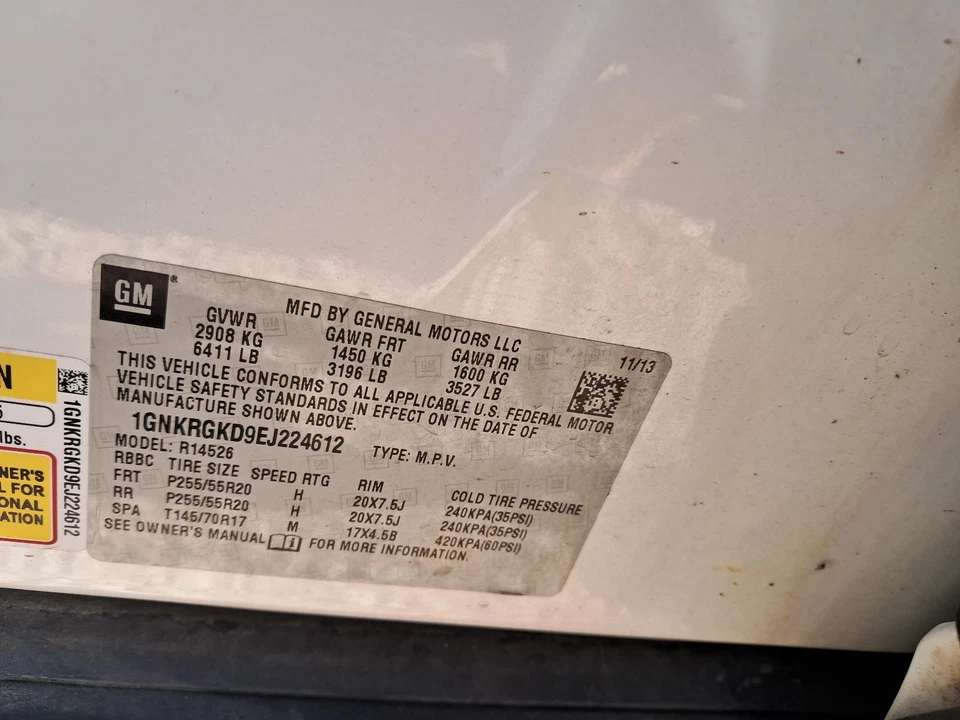 GM
®
MFD BY GENERAL MOTORS LLC
11/13
GVWR GAWR FRT GAWR RR
2908 KG 1450 KG 1600 KG
6411 LB 3196 LB 3527 LB
THIS VEHICLE CONFORMS TO ALL APPLICABLE U.S. FEDERAL MOTOR
VEHICLE SAFETY STANDARDS IN EFFECT ON THE DATE OF
MANUFACTURE SHOWN ABOVE.
1GNKRGKD9EJ224612 TYPE: M.P.V.
MODEL: R14526
RBBC TIRE SIZE SPEED RTG RIM COLD TIRE PRESSURE
FRT P255/55R20 H 20X7.5J 240KPA(35PSI)
RR P255/55R20 H 20X7.5J 240KPA(35PSI)
SPA T145/70R17 M 17X4.5B 420KPA(60PSI)
SEE OWNER'S MANUAL FOR MORE INFORMATION.
N
lbs.
NER'S
L FOR
ONAL
ATION
1GNKRGKD9EJ224612